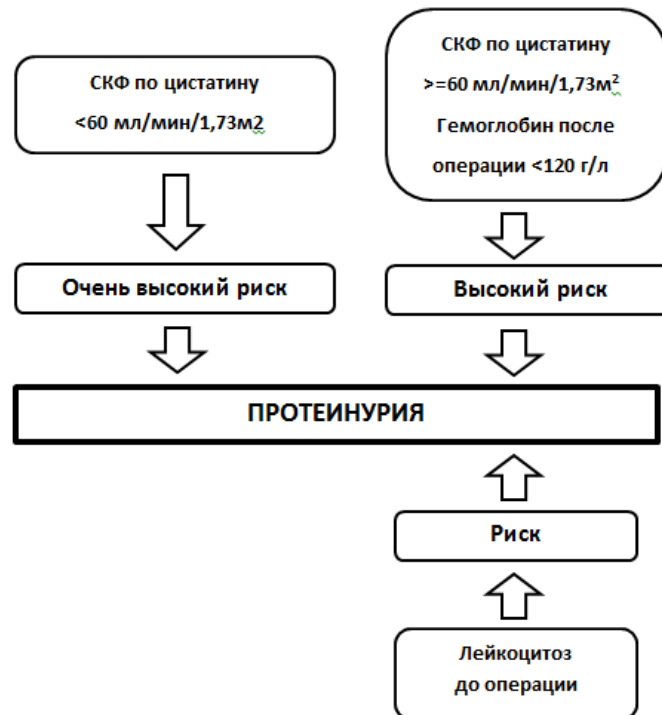 СКФ по цистатину
<60 мл/мин/1,73м2
СКФ по цистатину
>=60 мл/мин/1,73м²
Гемоглобин после
операции <120 г/л
Очень высокий риск
Высокий риск
ПРОТЕИНУРИЯ
Риск
Лейкоцитоз
до операции